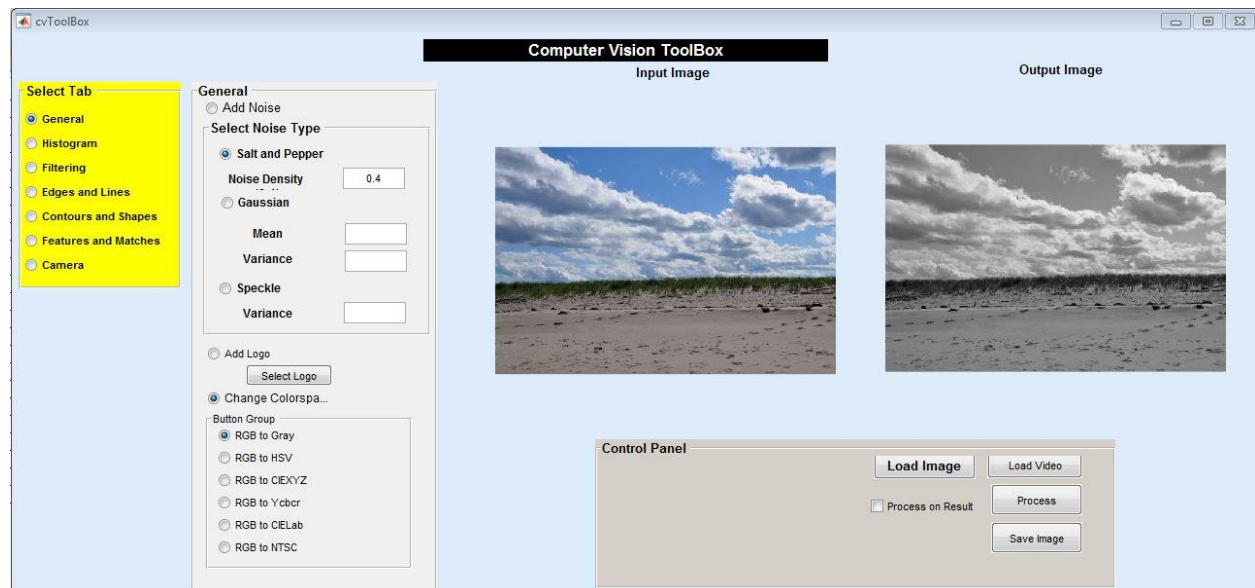 cvToolBox
Computer Vision ToolBox
Input Image
Output Image
Select Tab
General
Histogram
Filtering
Edges and Lines
Contours and Shapes
Features and Matches
Camera
General
Add Noise
Select Noise Type
Salt and Pepper
Noise Density
0.4
Gaussian
Mean
Variance
Speckle
Variance
Add Logo
Select Logo
Change Colorspa...
Button Group
RGB to Gray
RGB to HSV
RGB to CIEXYZ
RGB to Ycbcr
RGB to CIELab
RGB to NTSC
Control Panel
Load Image
Load Video
Process on Result
Process
Save Image